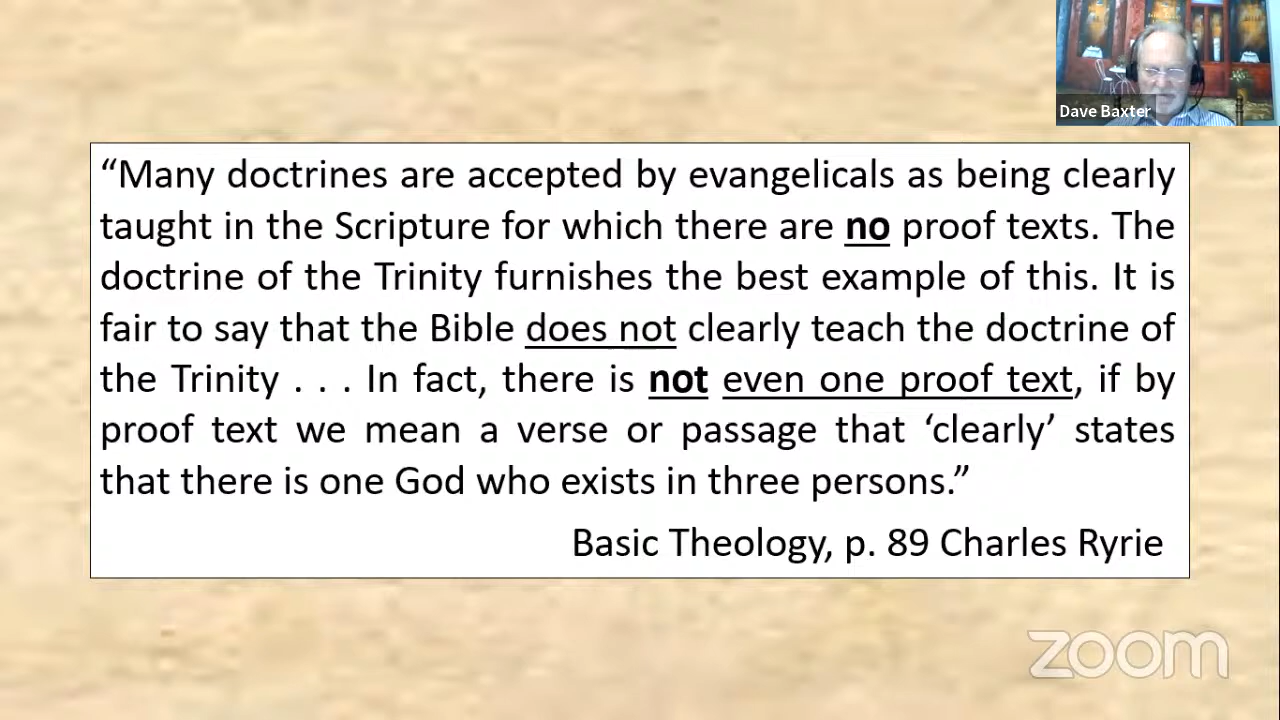 Dave Baxter
“Many doctrines are accepted by evangelicals as being clearly
taught in the Scripture for which there are no proof texts. The
doctrine of the Trinity furnishes the best example of this. It is
fair to say that the Bible does not clearly teach the doctrine of
the Trinity . . . In fact, there is not even one proof text, if by
proof text we mean a verse or passage that ‘clearly’ states
that there is one God who exists in three persons.”
Basic Theology, p. 89 Charles Ryrie
zoom